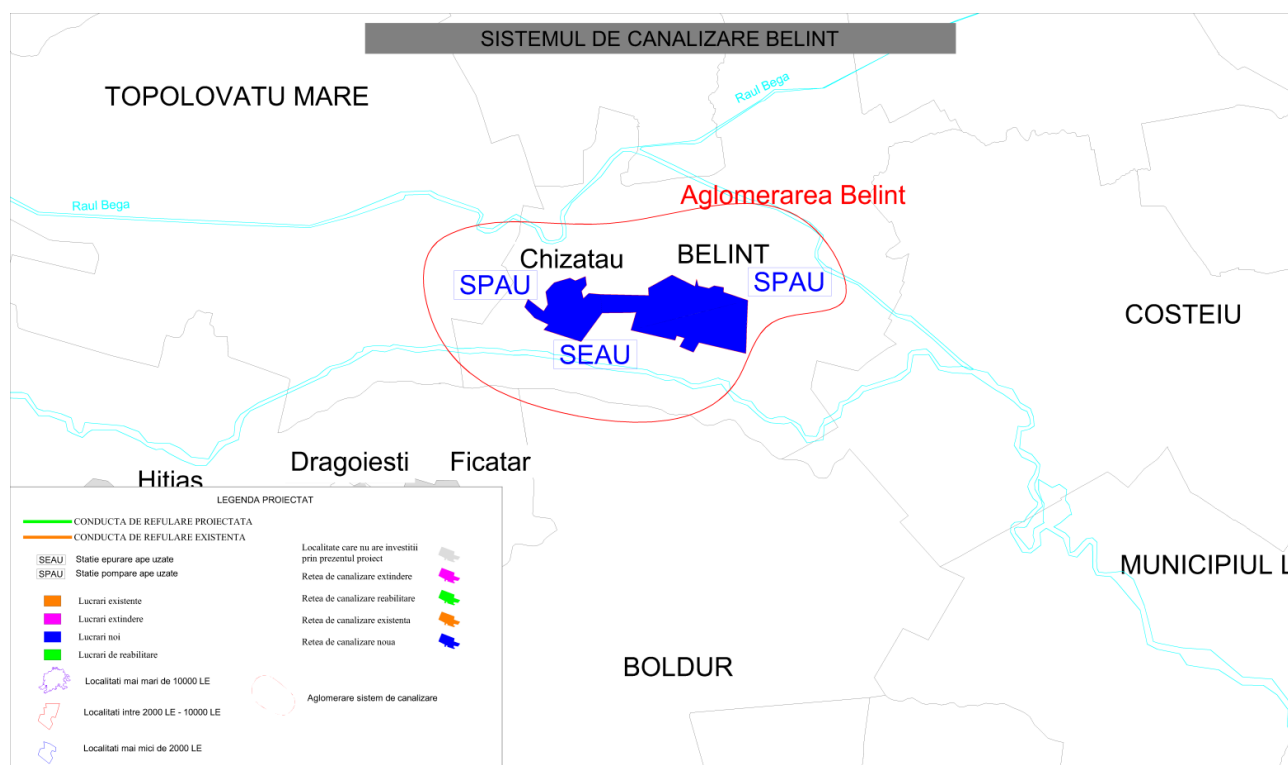 SISTEMUL DE CANALIZARE BELINT
TOPOLOVATU MARE
Raul Bega
Raul Bega
Aglomerarea Belint
Chizatau
BELINT
SPAU
SPAU
COSTEIU
SEAU
Dragoiesti
Ficatar
Hitias
MUNICIPIUL L
BOLDUR
LEGENDA PROIECTAT
CONDUCTA DE REFULARE PROIECTATA
CONDUCTA DE REFULARE EXISTENTA
SEAU Statie epurare ape uzate
SPAU Statie pompare ape uzate
Lucrari existente
Lucrari extindere
Lucrari noi
Lucrari de reabilitare
Localitati mai mari de 10000 LE
Localitati intre 2000 LE - 10000 LE
Localitati mai mici de 2000 LE
Localitate care nu are investitii
prin prezentul proiect
Retea de canalizare extindere
Retea de canalizare reabilitare
Retea de canalizare existenta
Retea de canalizare noua
Aglomerare sistem de canalizare